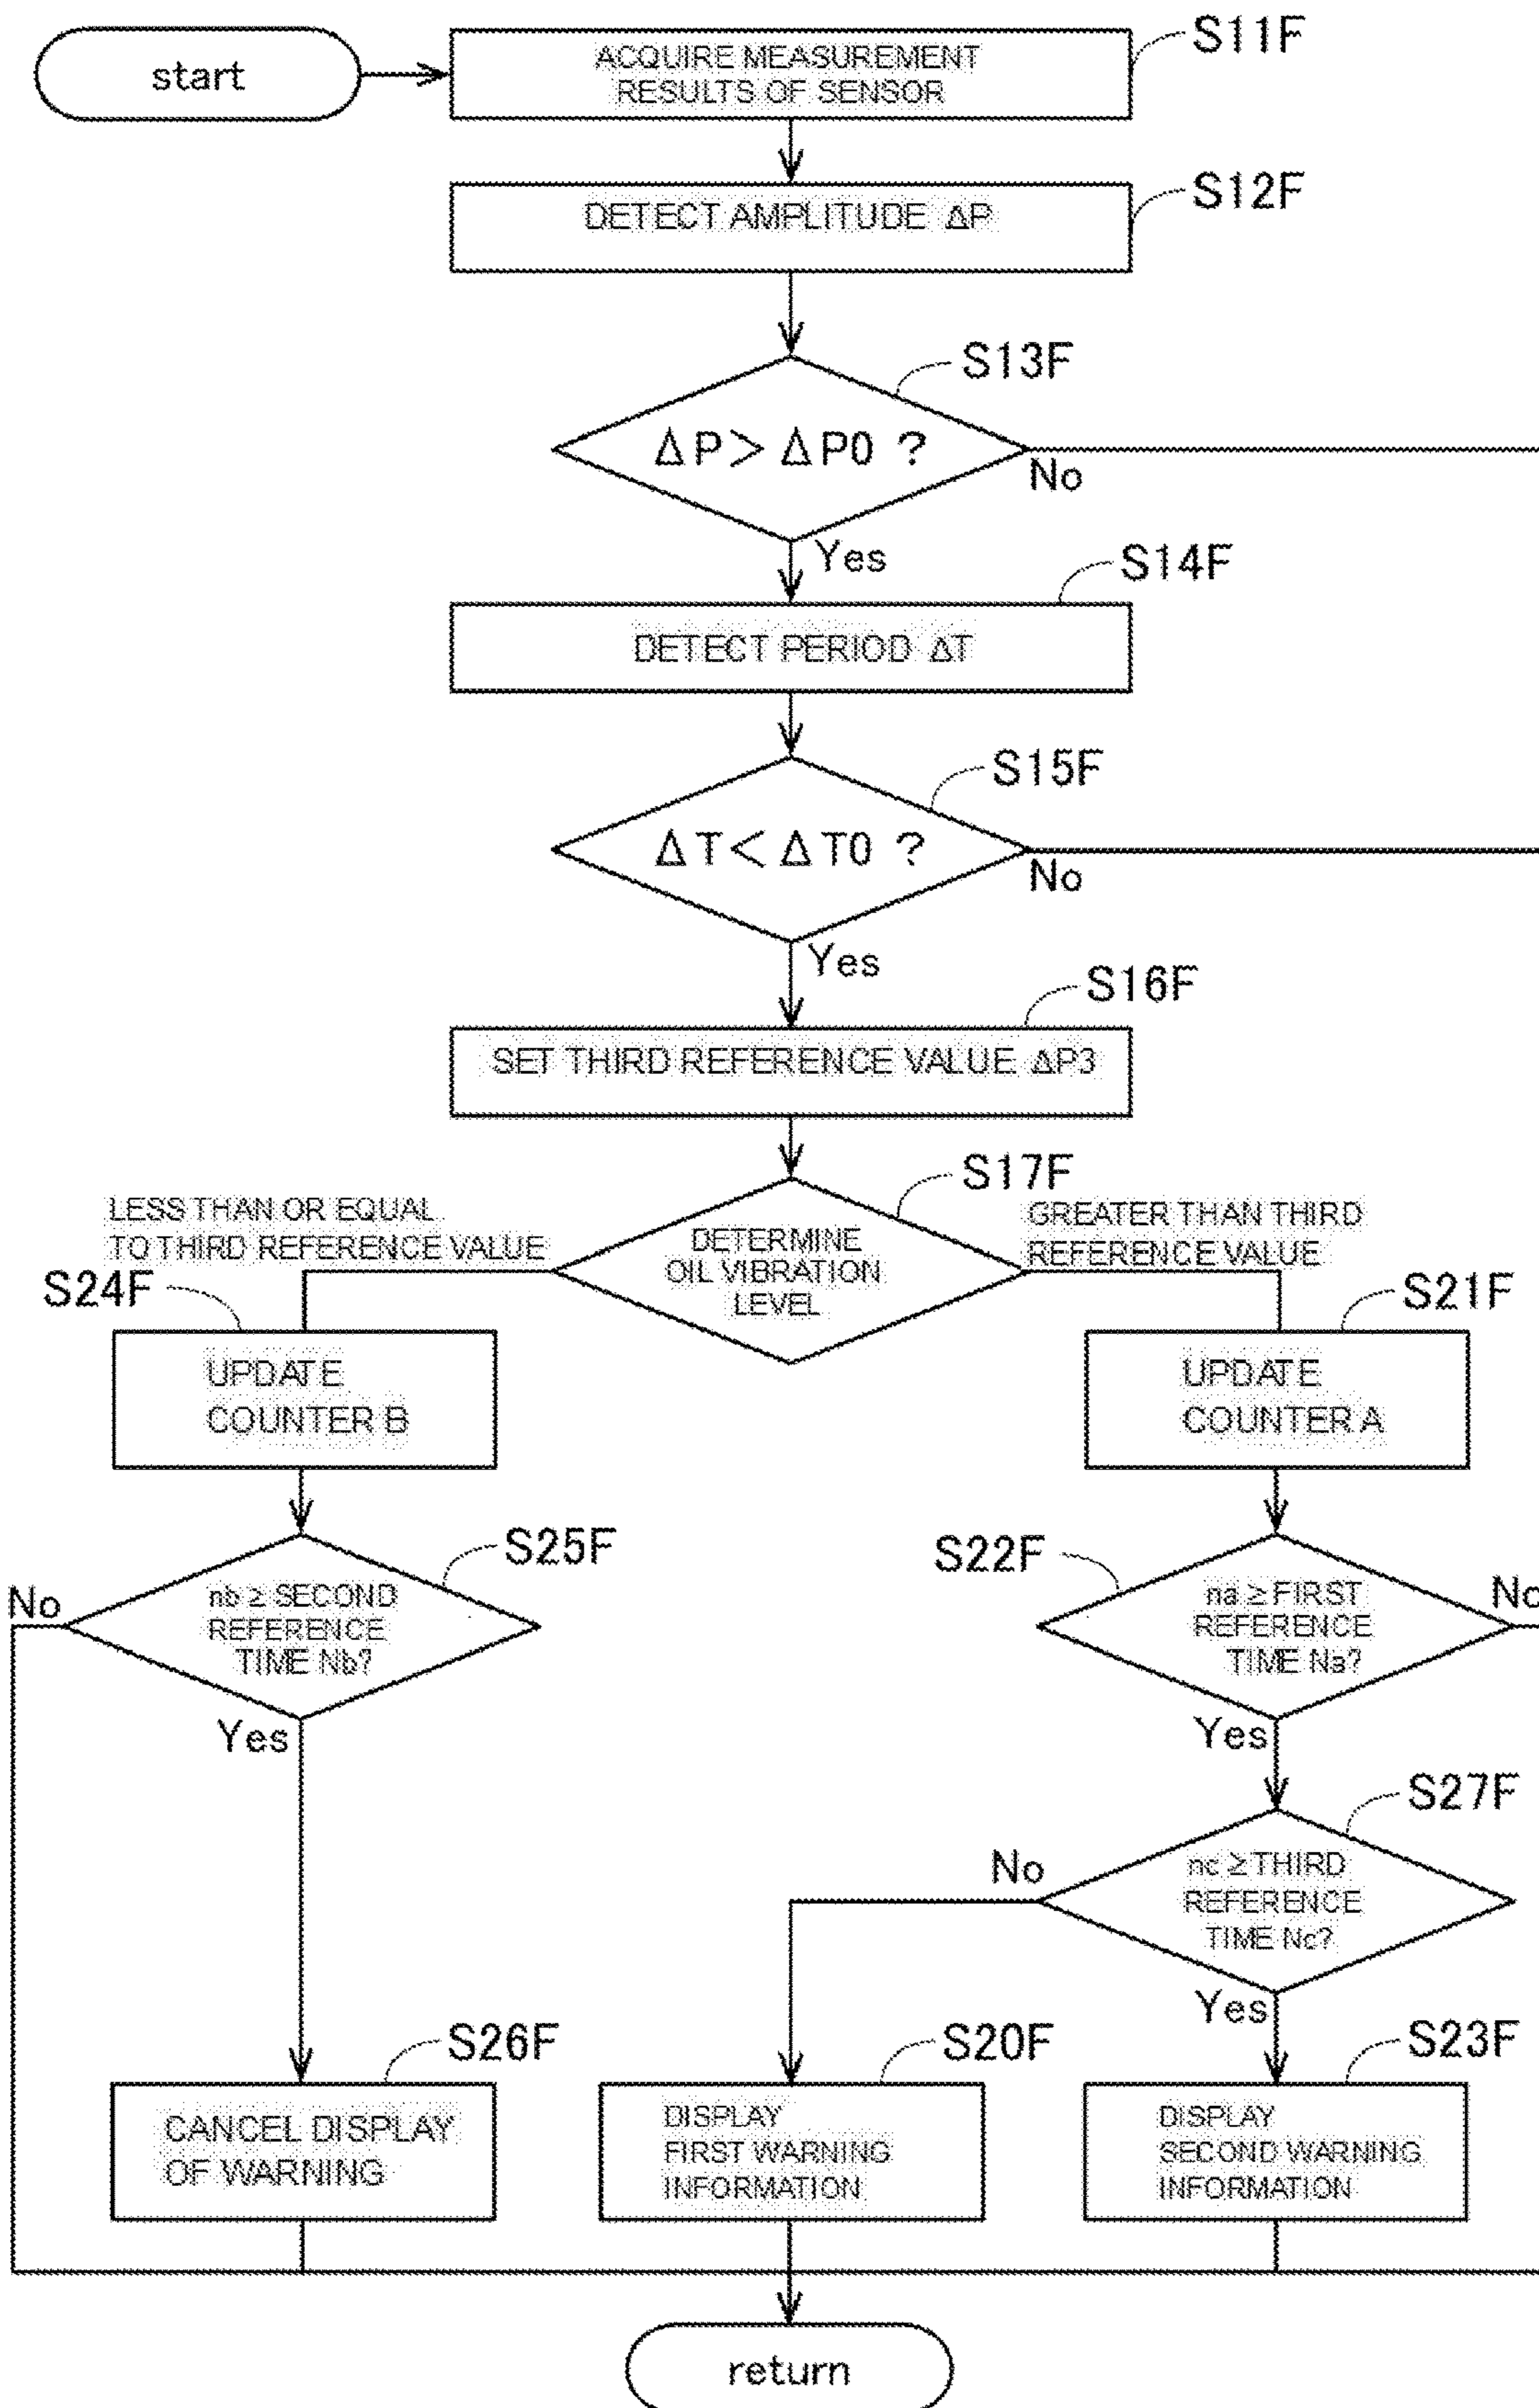 start
ACQUIRE MEASUREMENT
RESULTS OF SENSOR
S11F
DETECT AMPLITUDE ΔP
S12F
S13F
ΔP > ΔP0 ?
No
Yes
S14F
DETECT PERIOD ΔT
S15F
ΔT < ΔT0 ?
No
Yes
S16F
SET THIRD REFERENCE VALUE ΔP3
S17F
DETERMINE
OIL VIBRATION
LEVEL
LESS THAN OR EQUAL
TO THIRD REFERENCE VALUE
GREATER THAN THIRD
REFERENCE VALUE
S24F
UPDATE
COUNTER B
S21F
UPDATE
COUNTER A
S25F
nb ≥ SECOND
REFERENCE
TIME Nb?
No
Yes
S22F
na ≥ FIRST
REFERENCE
TIME Na?
No
Yes
S27F
nc ≥ THIRD
REFERENCE
TIME Nc?
No
Yes
S26F
CANCEL DISPLAY
OF WARNING
S20F
DISPLAY
FIRST WARNING
INFORMATION
S23F
DISPLAY
SECOND WARNING
INFORMATION
return